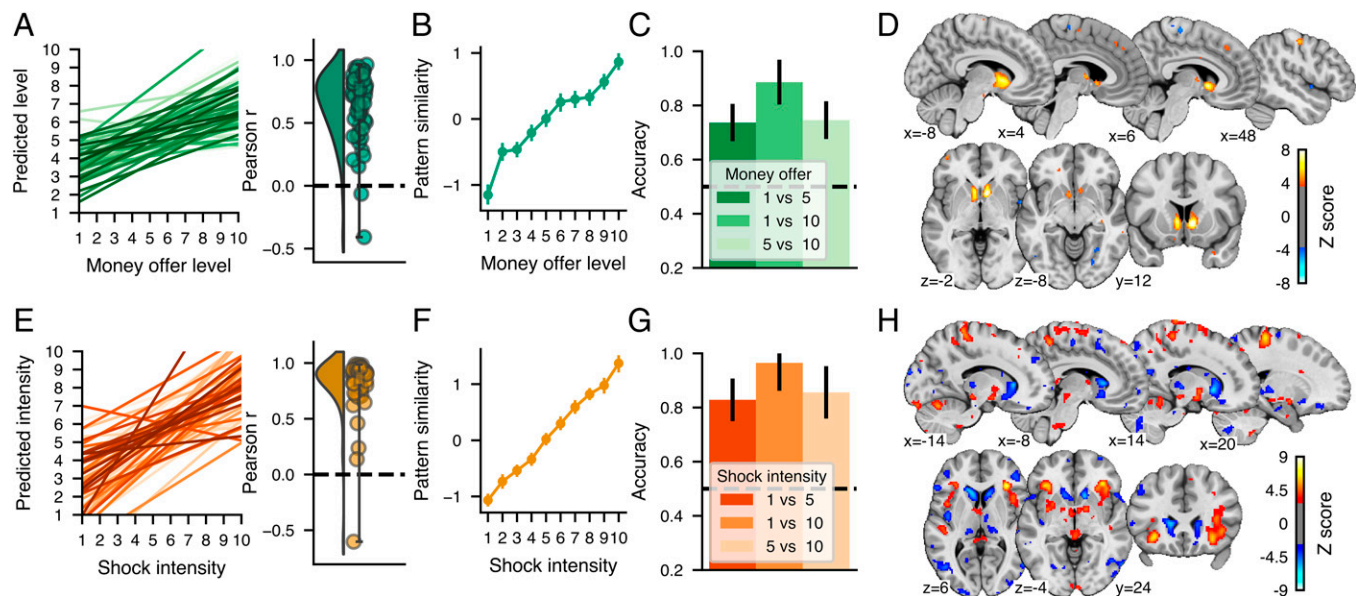 A
Predicted level
10
9
8
7
6
5
4
3
2
1
1 2 3 4 5 6 7 8 9 10
Money offer level
Pearson r
1.0
0.5
0.0
−0.5
B
Pattern similarity
1
0
−1
1 2 3 4 5 6 7 8 9 10
Money offer level
C
Accuracy
1.0
0.8
0.6
0.4
0.2
Money offer
1 vs 5
1 vs 10
5 vs 10
D
x=-8
x=4
x=6
x=48
z=-2
z=-8
y=12
8
4
0
-4
-8
Z score
E
Predicted intensity
10
9
8
7
6
5
4
3
2
1
1 2 3 4 5 6 7 8 9 10
Shock intensity
Pearson r
1.0
0.5
0.0
−0.5
F
Pattern similarity
1
0
−1
1 2 3 4 5 6 7 8 9 10
Shock intensity
G
Accuracy
1.0
0.8
0.6
0.4
0.2
Shock intensity
1 vs 5
1 vs 10
5 vs 10
H
x=-14
x=-8
x=14
x=20
z=6
z=-4
y=24
9
4.5
0
-4.5
-9
Z score